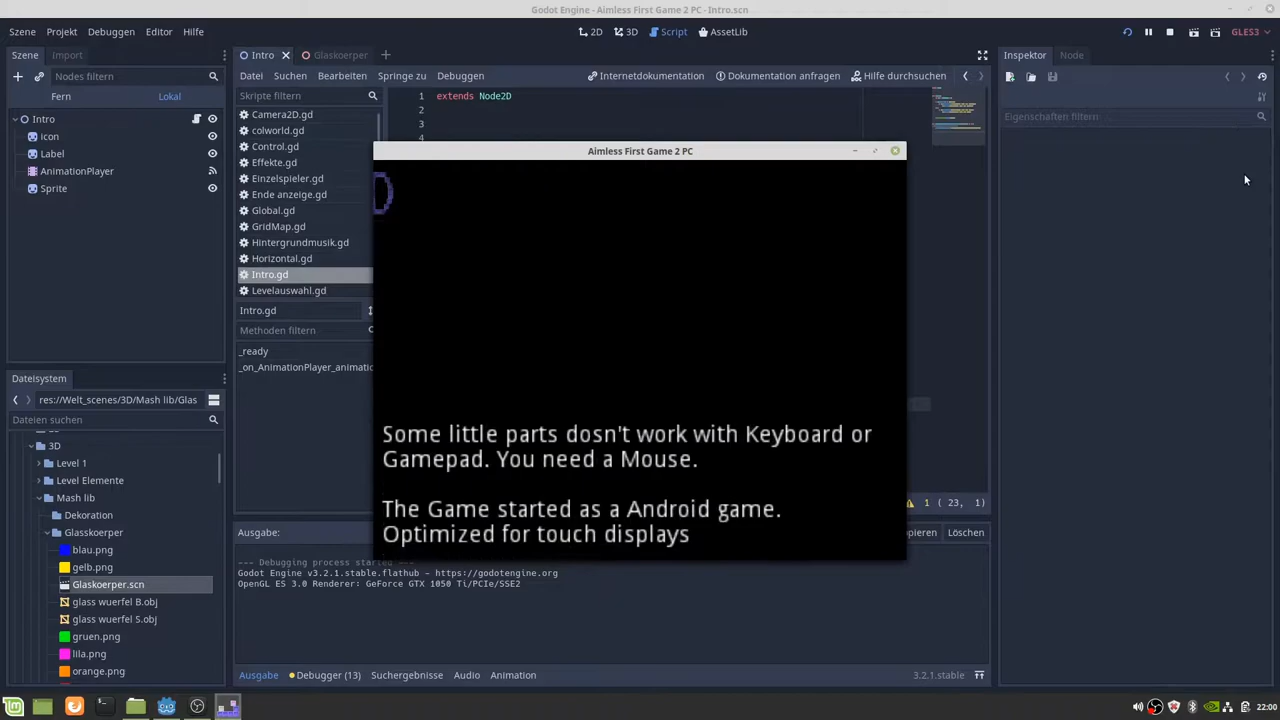 Godot Engine - Aimless First Game 2 PC - Intro.scn
Szene Projekt Debuggen Editor Hilfe
2D 3D Script AssetLib
GLES3
Szene Import
Nodes filtern
Fern Lokal
Intro
icon
Label
AnimationPlayer
Sprite
Intro Glaskoerper
Datei Suchen Bearbeiten Springe zu Debuggen
Internetdokumentation Dokumentation anfragen Hilfe durchsuchen
Skripte filtern
Camera2D.gd
colworld.gd
Control.gd
Effekte.gd
Einzelspieler.gd
Ende anzeige.gd
Global.gd
GridMap.gd
Hintergrundmusik.gd
Horizontal.gd
Intro.gd
Levelauswahl.gd
Intro.gd
Methoden filtern
_ready
_on_AnimationPlayer_animatic
1 extends Node2D
2
3
4
Aimless First Game 2 PC
Some little parts dosn't work with Keyboard or
Gamepad. You need a Mouse.
The Game started as a Android game.
Optimized for touch displays
1 ( 23, 1)
Inspektor Node
Eigenschaften filtern
Dateisystem
res://Welt_scenes/3D/Mash lib/Glas
Dateien suchen
3D
Level 1
Level Elemente
Mash lib
Dekoration
Glasskoerper
blau.png
gelb.png
Glaskoerper.scn
glass wuerfel B.obj
glass wuerfel S.obj
gruen.png
lila.png
orange.png
Ausgabe:
opieren Löschen
--- Debugging process started ---
Godot Engine v3.2.1.stable.flathub - https://godotengine.org
OpenGL ES 3.0 Renderer: GeForce GTX 1050 Ti/PCIe/SSE2
Ausgabe Debugger (13) Suchergebnisse Audio Animation
3.2.1.stable
22:00